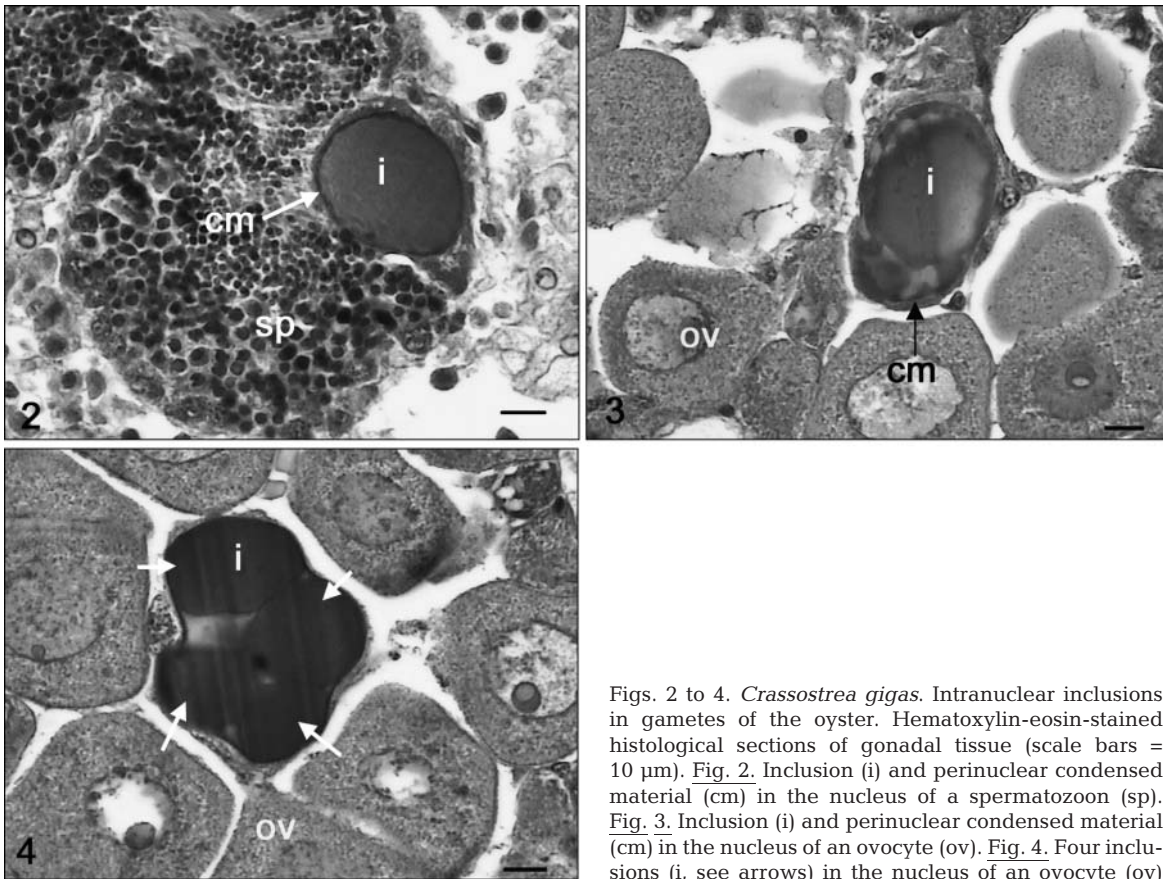 i
cm
sp
2
i
ov
cm
3
i
ov
4
Figs. 2 to 4. Crassostrea gigas. Intranuclear inclusions
in gametes of the oyster. Hematoxylin-eosin-stained
histological sections of gonadal tissue (scale bars =
10 µm). Fig. 2. Inclusion (i) and perinuclear condensed
material (cm) in the nucleus of a spermatozoon (sp).
Fig. 3. Inclusion (i) and perinuclear condensed material
(cm) in the nucleus of an ovocyte (ov). Fig. 4. Four inclu-
sions (i, see arrows) in the nucleus of an ovocyte (ov)